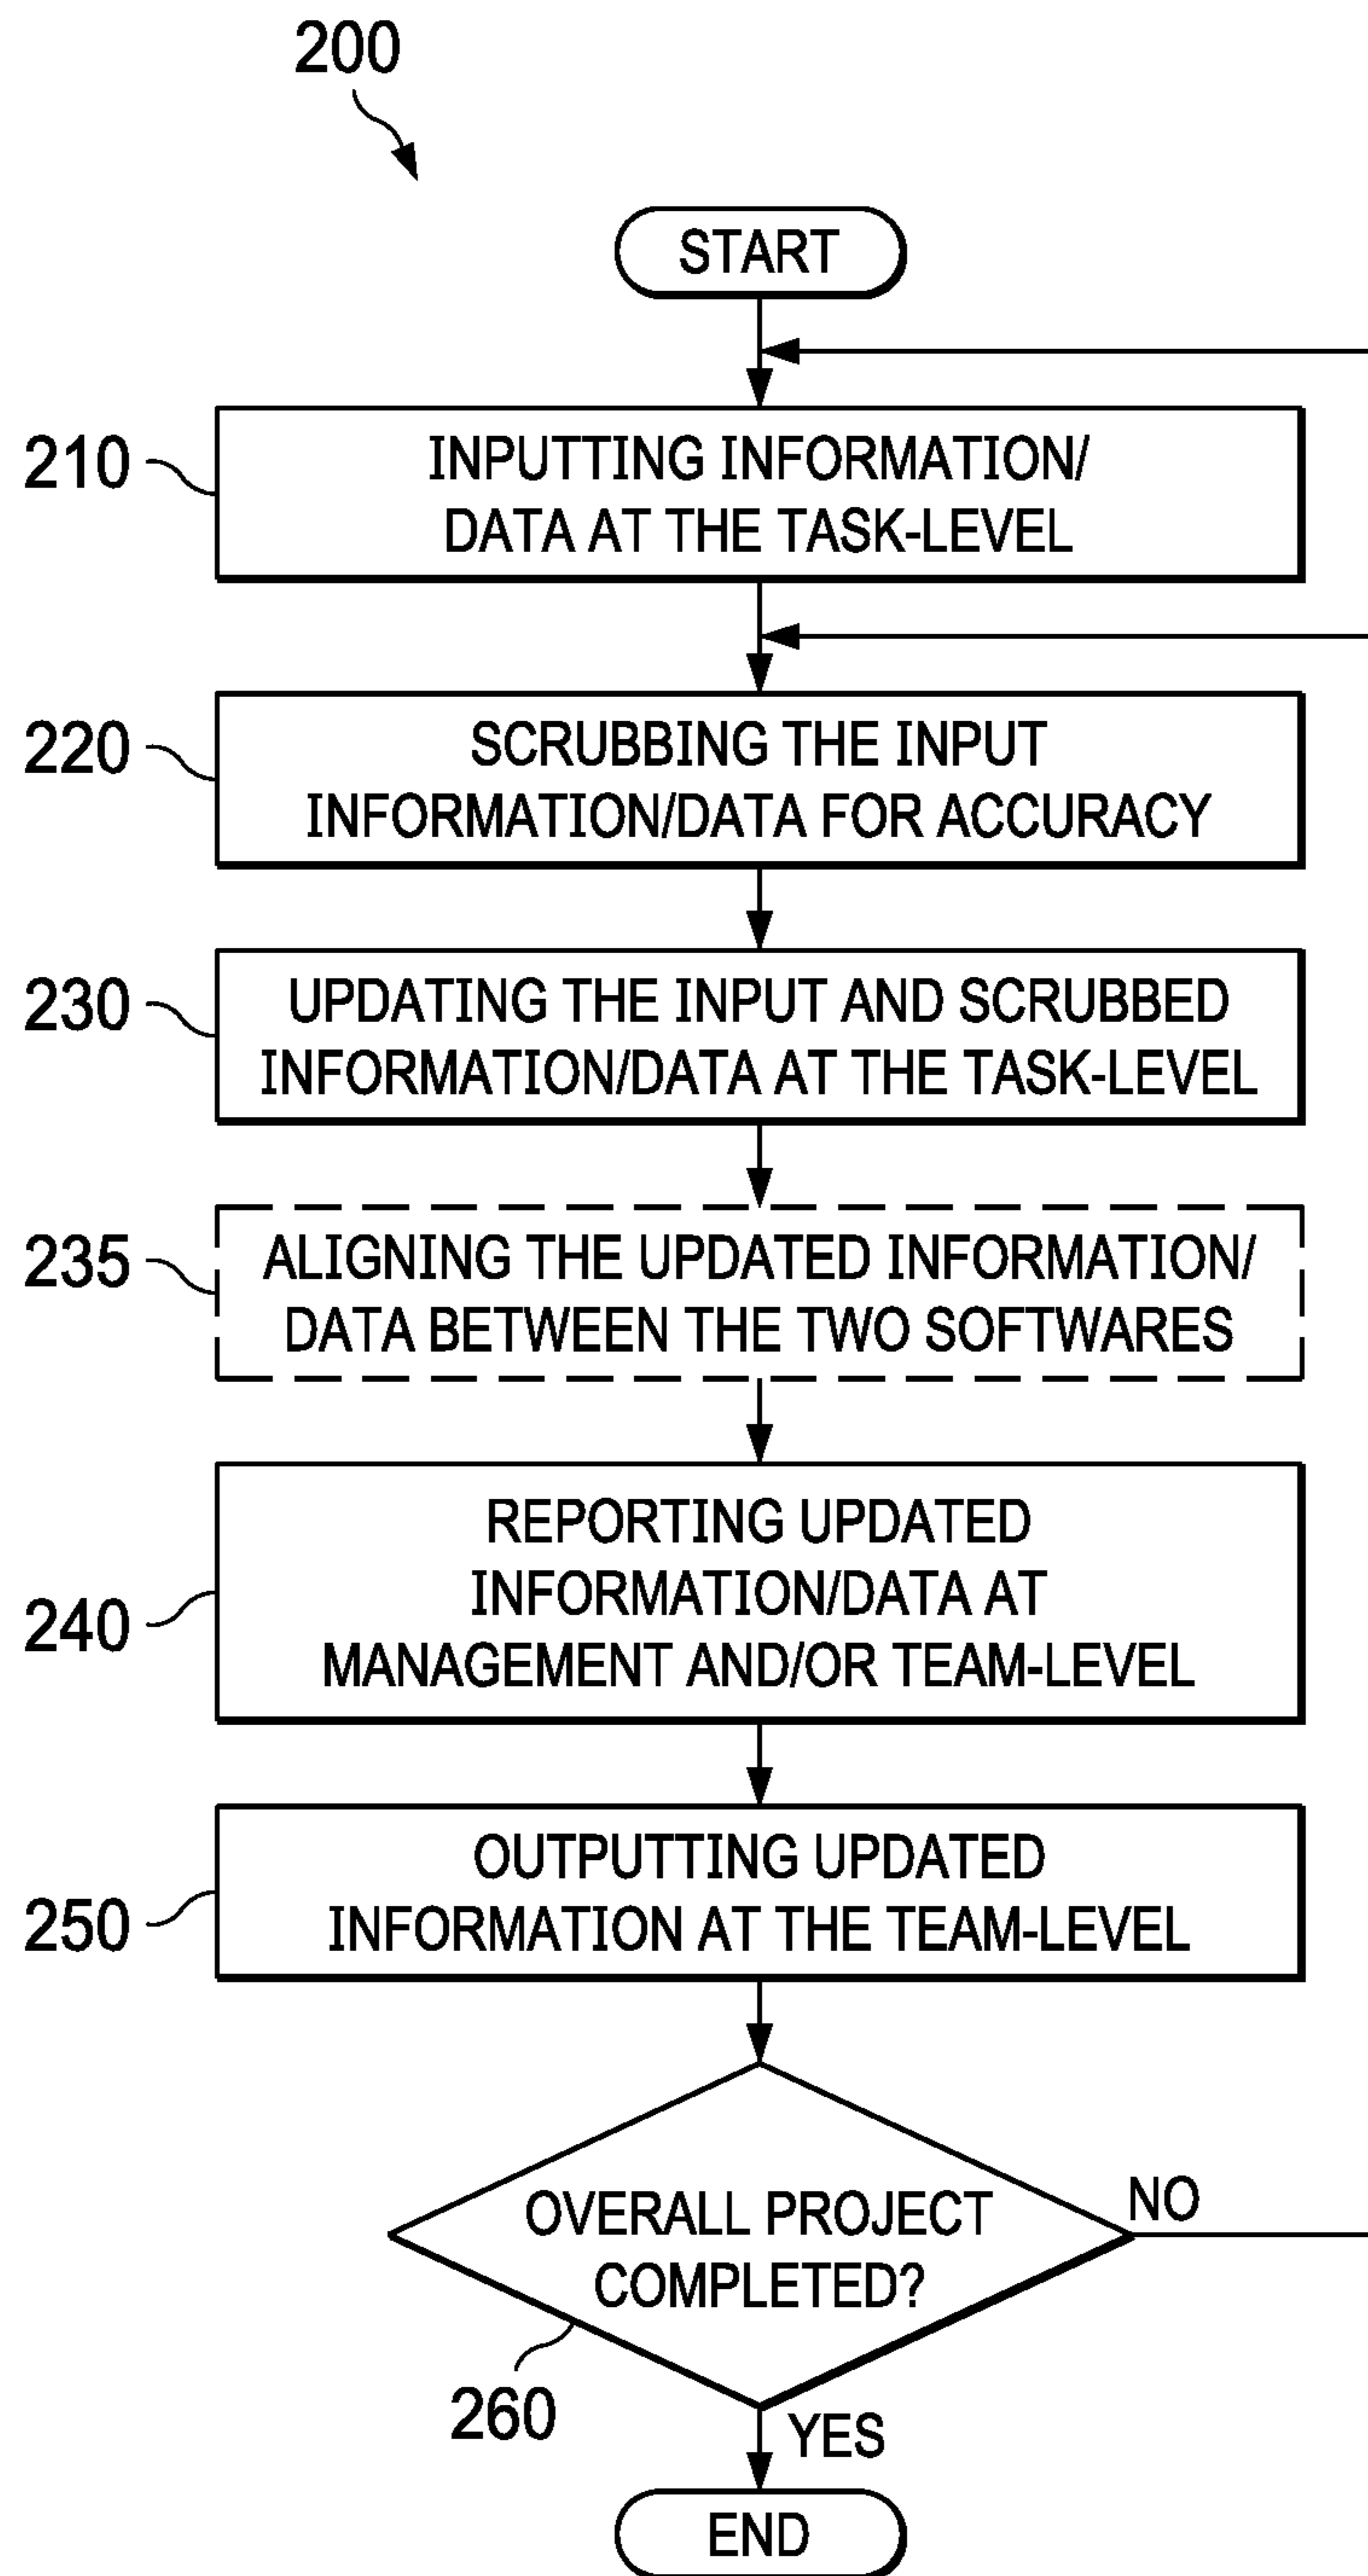 200
START
210
INPUTTING INFORMATION/
DATA AT THE TASK-LEVEL
220
SCRUBBING THE INPUT
INFORMATION/DATA FOR ACCURACY
230
UPDATING THE INPUT AND SCRUBBED
INFORMATION/DATA AT THE TASK-LEVEL
235
ALIGNING THE UPDATED INFORMATION/
DATA BETWEEN THE TWO SOFTWARES
240
REPORTING UPDATED
INFORMATION/DATA AT
MANAGEMENT AND/OR TEAM-LEVEL
250
OUTPUTTING UPDATED
INFORMATION AT THE TEAM-LEVEL
OVERALL PROJECT
COMPLETED?
NO
260
YES
END